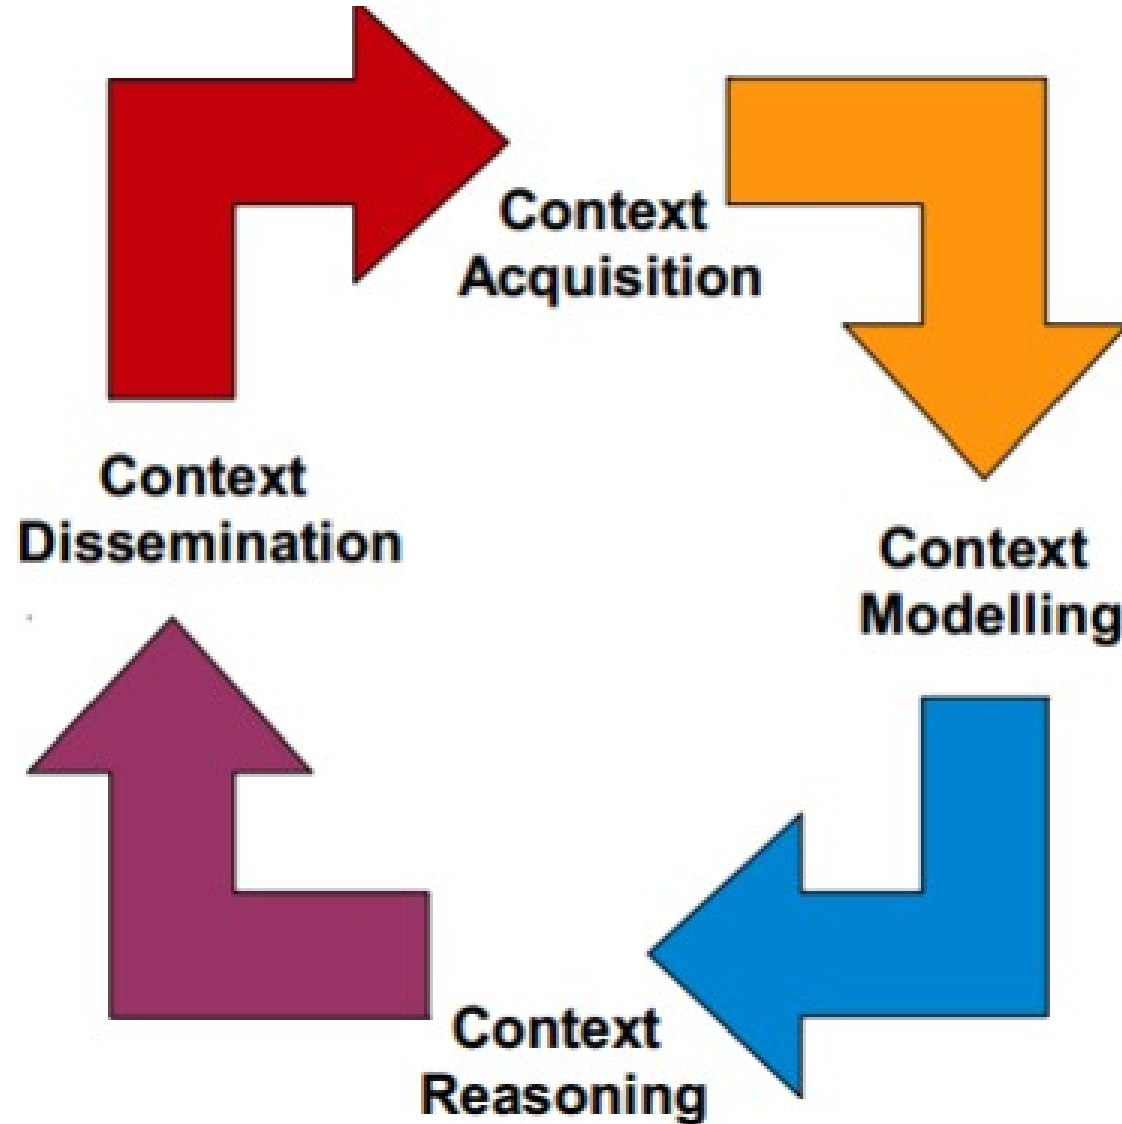 Context
Acquisition
Context
Modelling
Context
Reasoning
Context
Dissemination